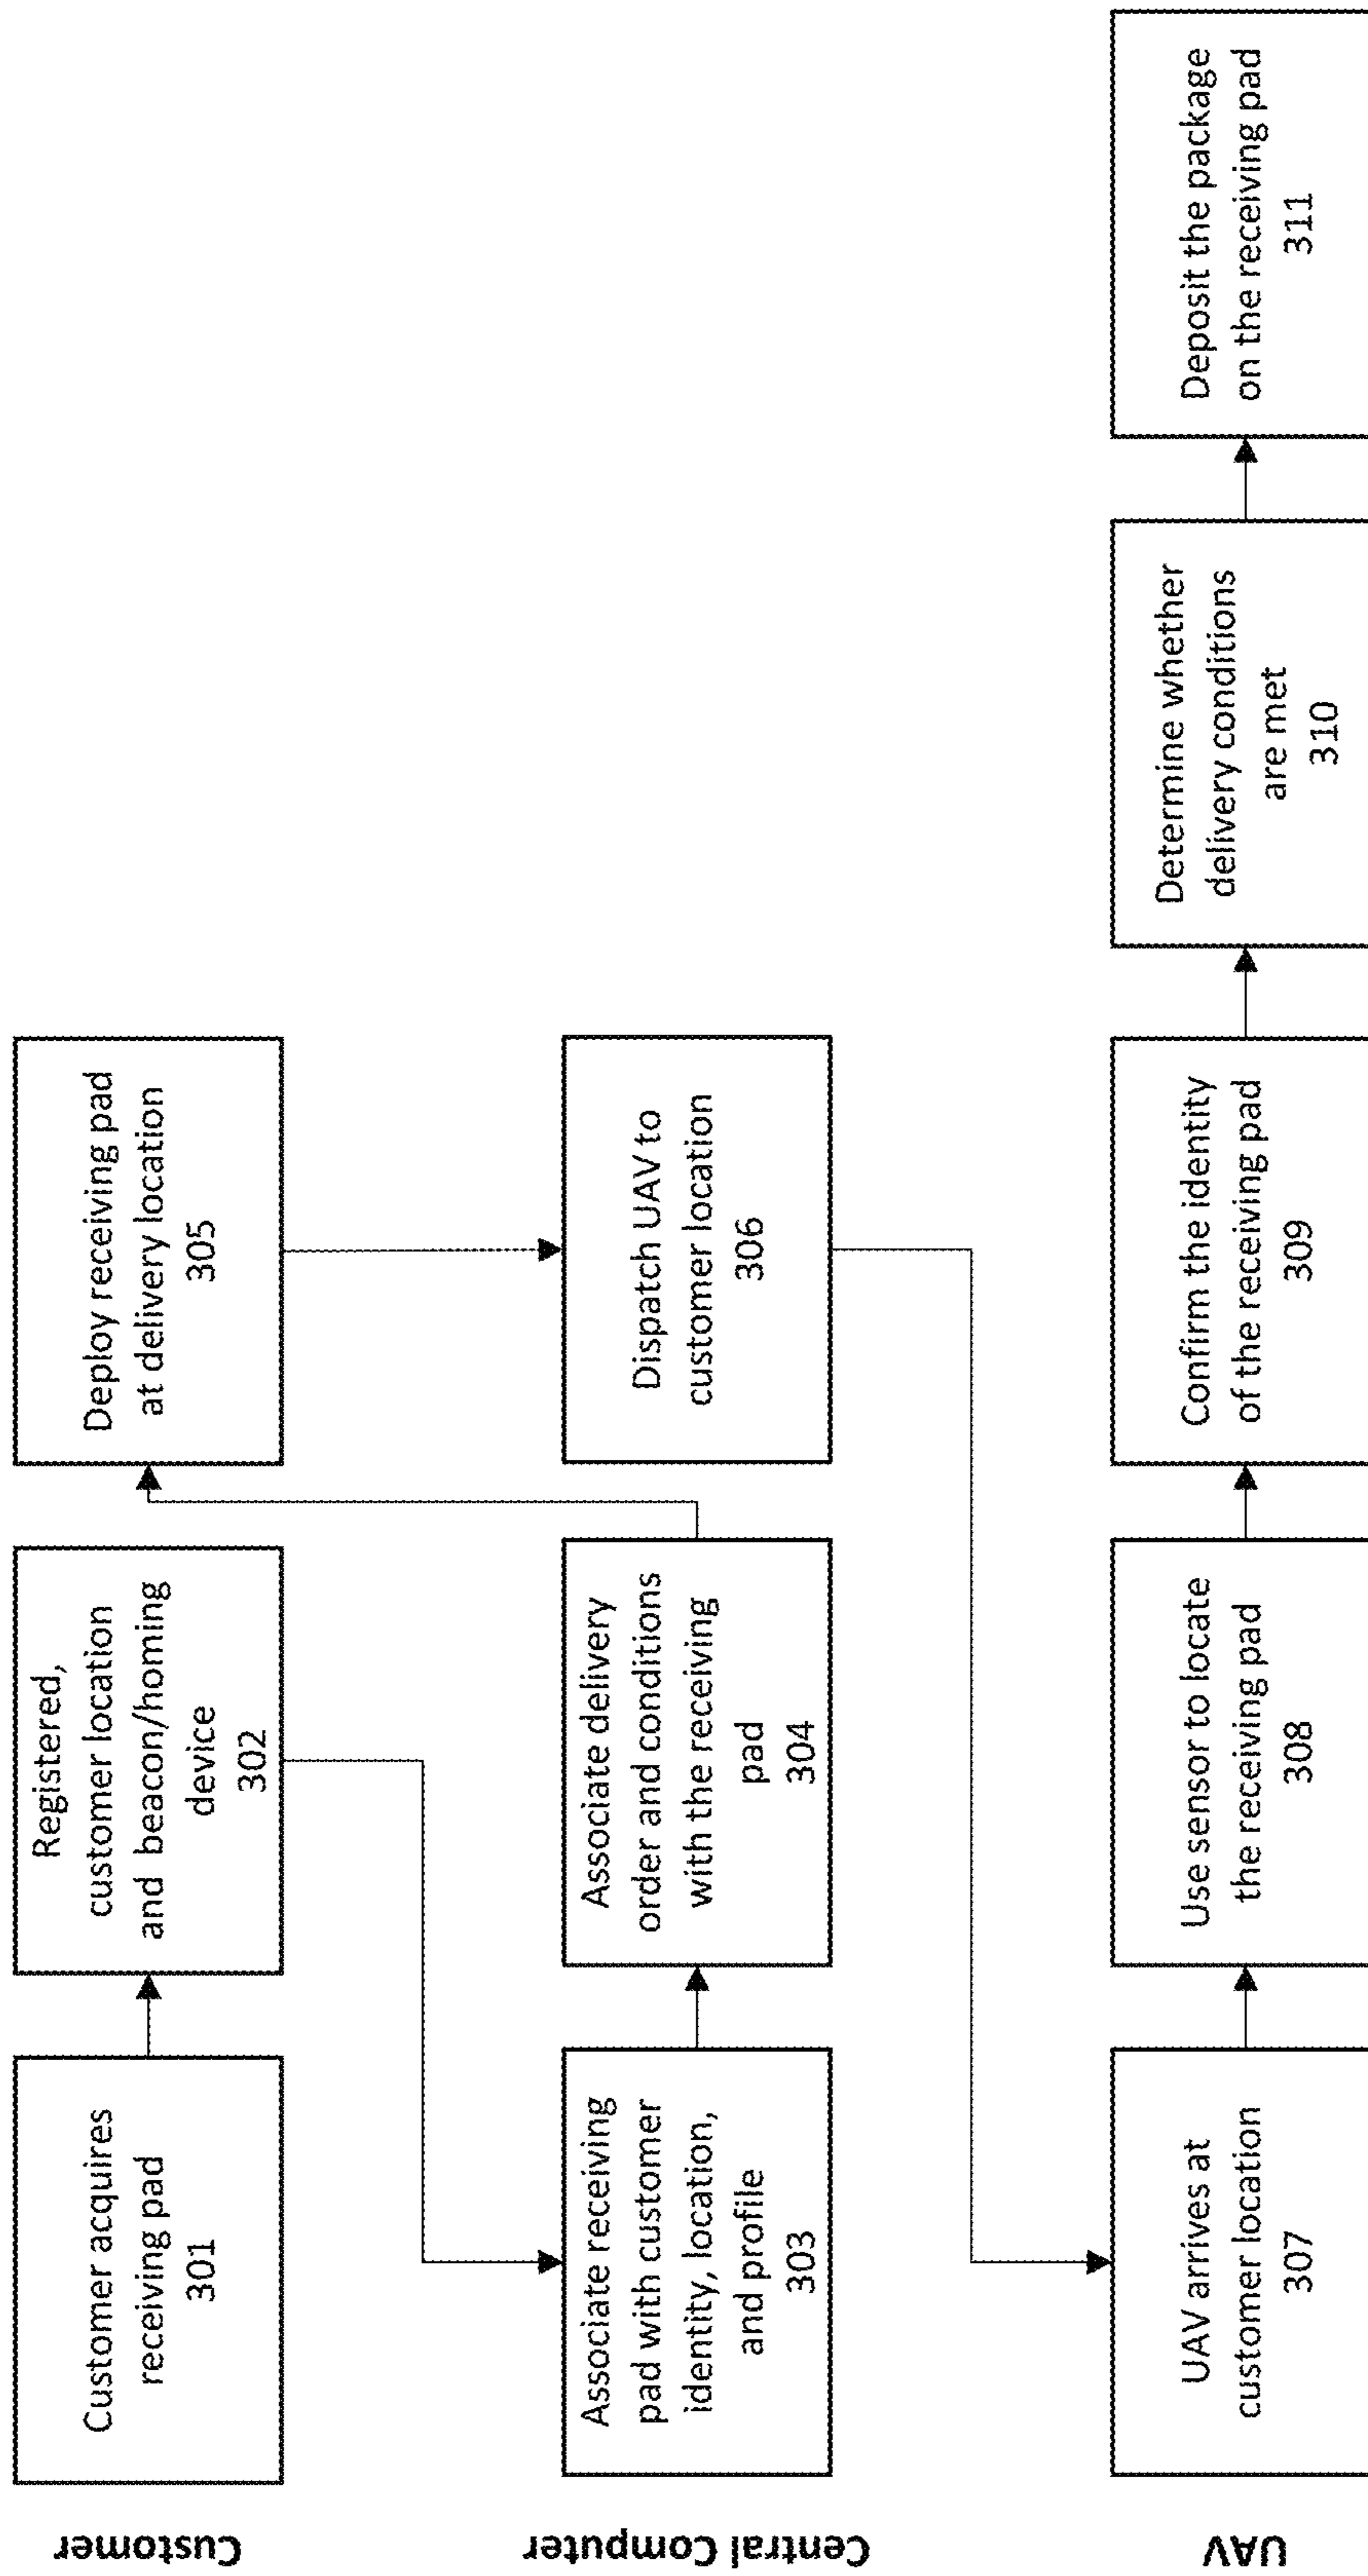 Customer
Customer acquires
receiving pad
301
Registered,
customer location
and beacon/homing
device
302
Deploy receiving pad
at delivery location
305
Central Computer
Associate receiving
pad with customer
identity, location,
and profile
303
Associate delivery
order and conditions
with the receiving
pad
304
Dispatch UAV to
customer location
306
UAV
UAV arrives at
customer location
307
Use sensor to locate
the receiving pad
308
Confirm the identity
of the receiving pad
309
Determine whether
delivery conditions
are met
310
Deposit the package
on the receiving pad
311